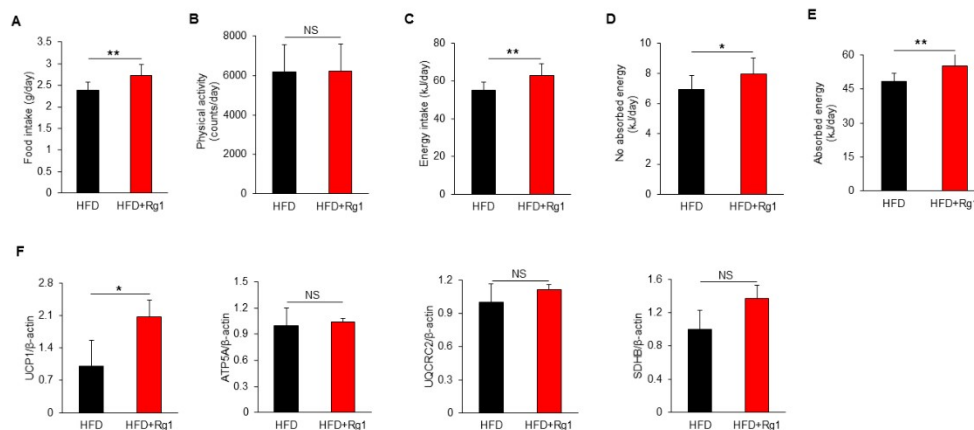 A
Food intake (g/day)
3.5
3
2.5
2
1.5
1
0.5
0
**
HFD
HFD+Rg1
B
Physical activity
(counts/day)
8000
6000
4000
2000
0
NS
HFD
HFD+Rg1
C
Energy intake (kJ/day)
80
60
40
20
0
**
HFD
HFD+Rg1
D
No absorbed energy
(kJ/day)
10
8
6
4
2
0
*
HFD
HFD+Rg1
E
Absorbed energy
(kJ/day)
60
45
30
15
0
**
HFD
HFD+Rg1
F
UCP1/β-actin
2.8
2.1
1.4
0.7
0
*
HFD
HFD+Rg1
ATP5A/β-actin
1.5
1.2
0.9
0.6
0.3
0
NS
HFD
HFD+Rg1
UQCRC2/β-actin
1.2
0.9
0.6
0.3
0
NS
HFD
HFD+Rg1
SDHB/β-actin
1.6
1.2
0.8
0.4
0
NS
HFD
HFD+Rg1